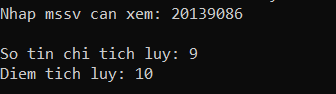 Nhap mssv can xem: 20139086
So tin chi tich luy: 9
Diem tich luy: 10